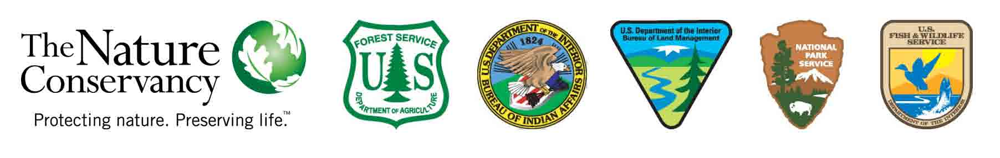 The Nature
Conservancy
Protecting nature. Preserving life.™
FOREST SERVICE
US
DEPARTMENT OF AGRICULTURE
U.S. DEPARTMENT OF THE INTERIOR
1824
BUREAU OF INDIAN AFFAIRS
U.S. Department of the Interior
Bureau of Land Management
NATIONAL
PARK
SERVICE
U.S.
FISH & WILDLIFE
SERVICE
DEPARTMENT OF THE INTERIOR